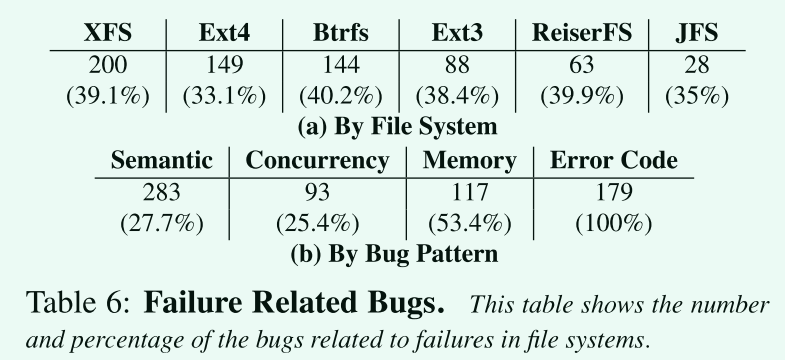 XFS Ext4 Btrfs Ext3 ReiserFS JFS
200 149 144 88 63 28
(39.1%) (33.1%) (40.2%) (38.4%) (39.9%) (35%)
(a) By File System
Semantic Concurrency Memory Error Code
283 93 117 179
(27.7%) (25.4%) (53.4%) (100%)
(b) By Bug Pattern
Table 6: Failure Related Bugs. This table shows the number
and percentage of the bugs related to failures in file systems.